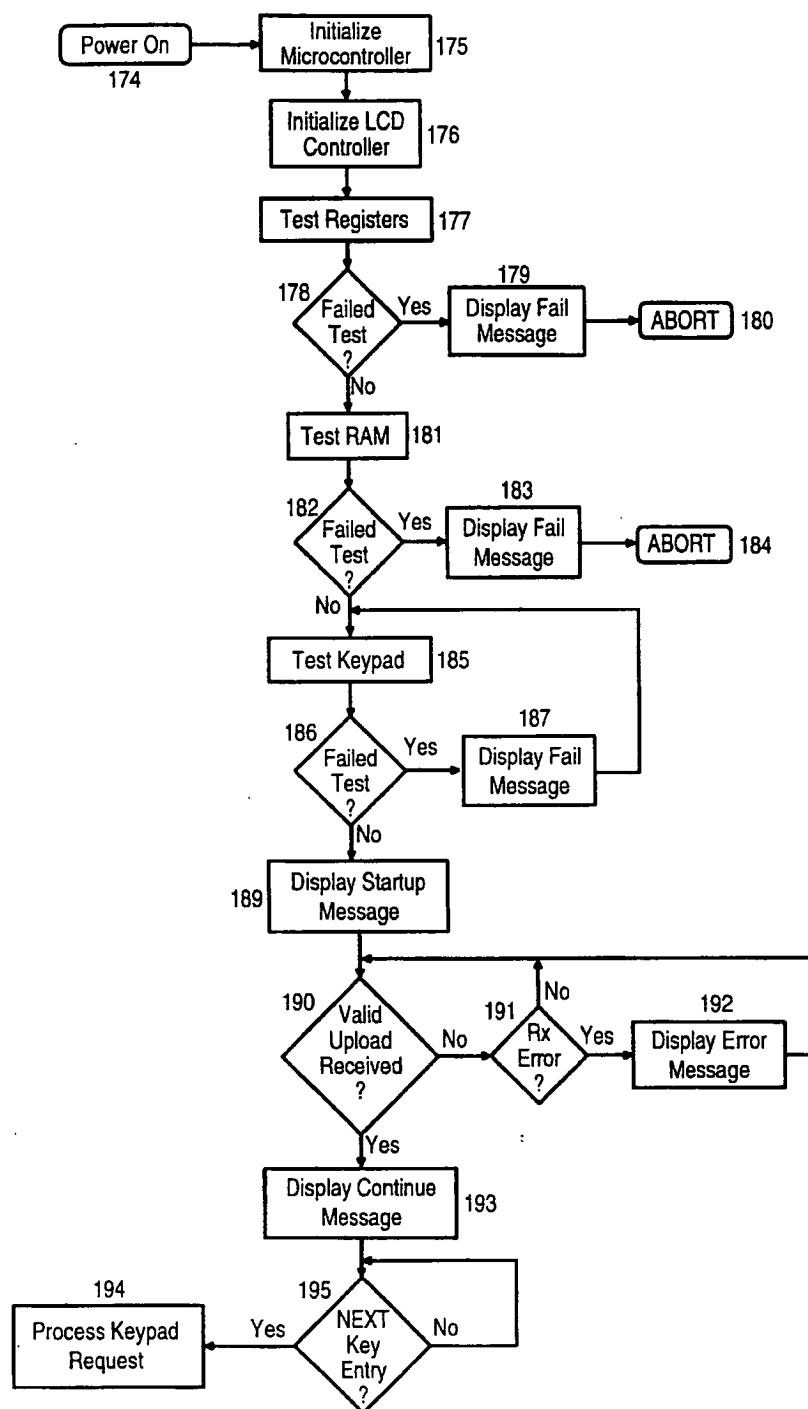 Power On
174
Initialize
Microcontroller
175
Initialize LCD
Controller
176
Test Registers
177
178
Failed
Test
?
Yes
179
Display Fail
Message
ABORT
180
No
Test RAM
181
182
Failed
Test
?
Yes
183
Display Fail
Message
ABORT
184
No
Test Keypad
185
186
Failed
Test
?
Yes
187
Display Fail
Message
No
189
Display Startup
Message
190
Valid
Upload
Received
?
No
191
Rx
Error
?
No
Yes
192
Display Error
Message
Yes
Display Continue
Message
193
195
NEXT
Key
Entry
?
No
Yes
194
Process Keypad
Request